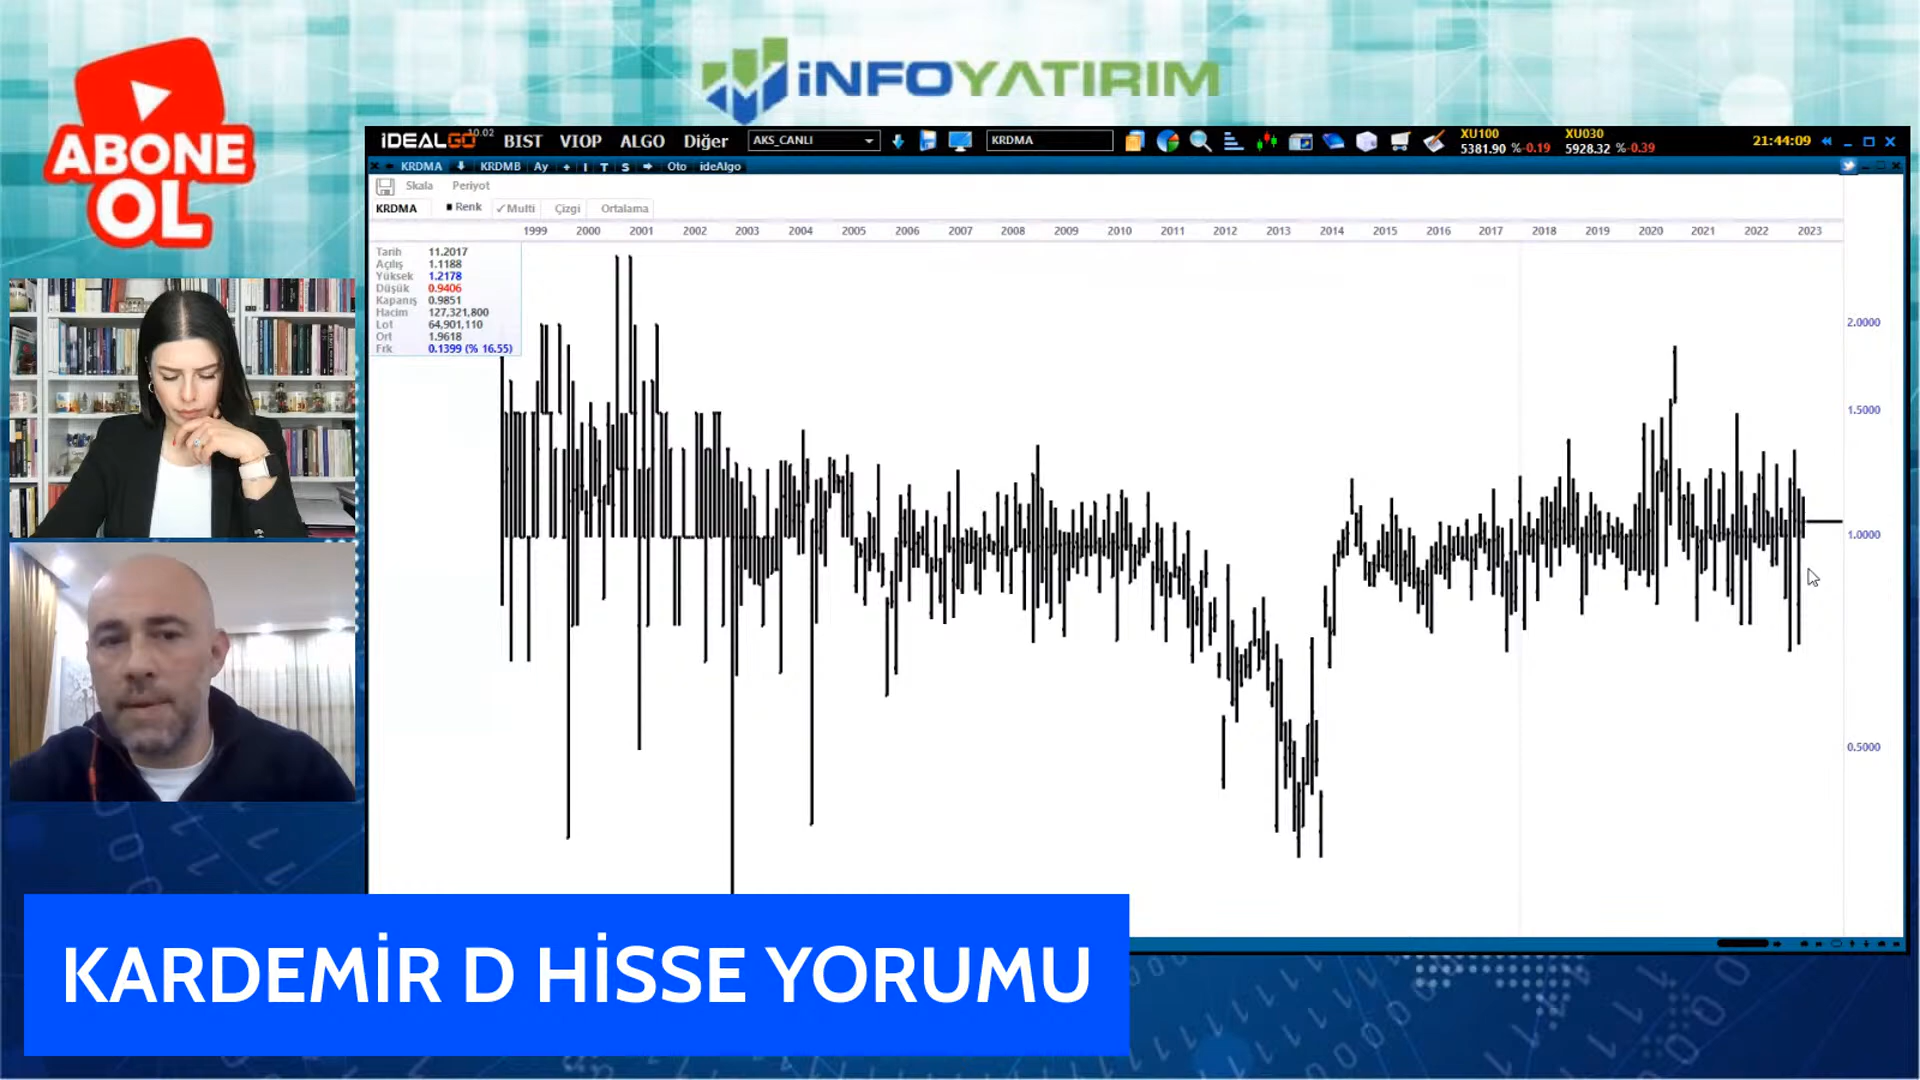 ABONE
OL
iNFOYATIRIM
iDEALGO 10.02 BIST VIOP ALGO Diğer AKS_CANLI KRDMA XU100 5381.90 %-0.19 XU030 5928.32 %-0.39 21:44:09
KRDMA KRDMB Ay + I T S Oto ideAlgo
Skala Periyot
KRDMA Renk ✓Multi Çizgi Ortalama
1999 2000 2001 2002 2003 2004 2005 2006 2007 2008 2009 2010 2011 2012 2013 2014 2015 2016 2017 2018 2019 2020 2021 2022 2023
Tarih 11.2017
Açılış 1.1188
Yüksek 1.2178
Düşük 0.9406
Kapanış 0.9851
Hacim 127,321,800
Lot 64,901,110
Ort 1.9618
Frk 0.1399 (% 16.55)
2.0000
1.5000
1.0000
0.5000
KARDEMİR D HİSSE YORUMU